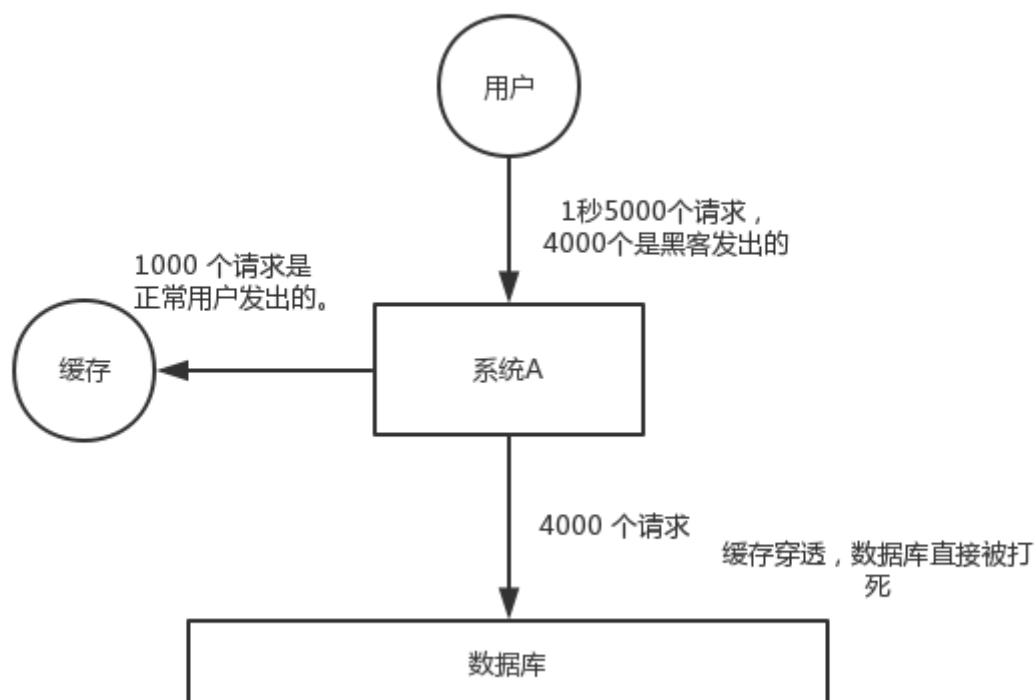 用户
1秒5000个请求，
4000个是黑客发出的
1000 个请求是
正常用户发出的。
缓存
系统A
4000 个请求
缓存穿透，数据库直接被打
死
数据库